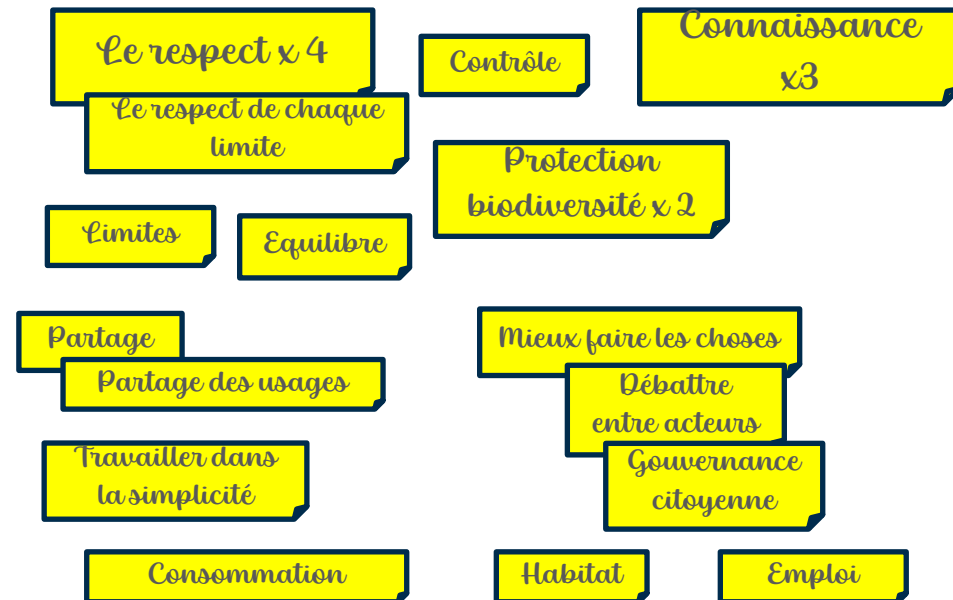 Le respect x 4
Contrôle
Connaissance
x3
Le respect de chaque
limite
Protection
biodiversité x 2
Limites
Equilibre
Partage
Partage des usages
Mieux faire les choses
Débattre
entre acteurs
Travailler dans
la simplicité
Gouvernance
citoyenne
Consommation
Habitat
Emploi